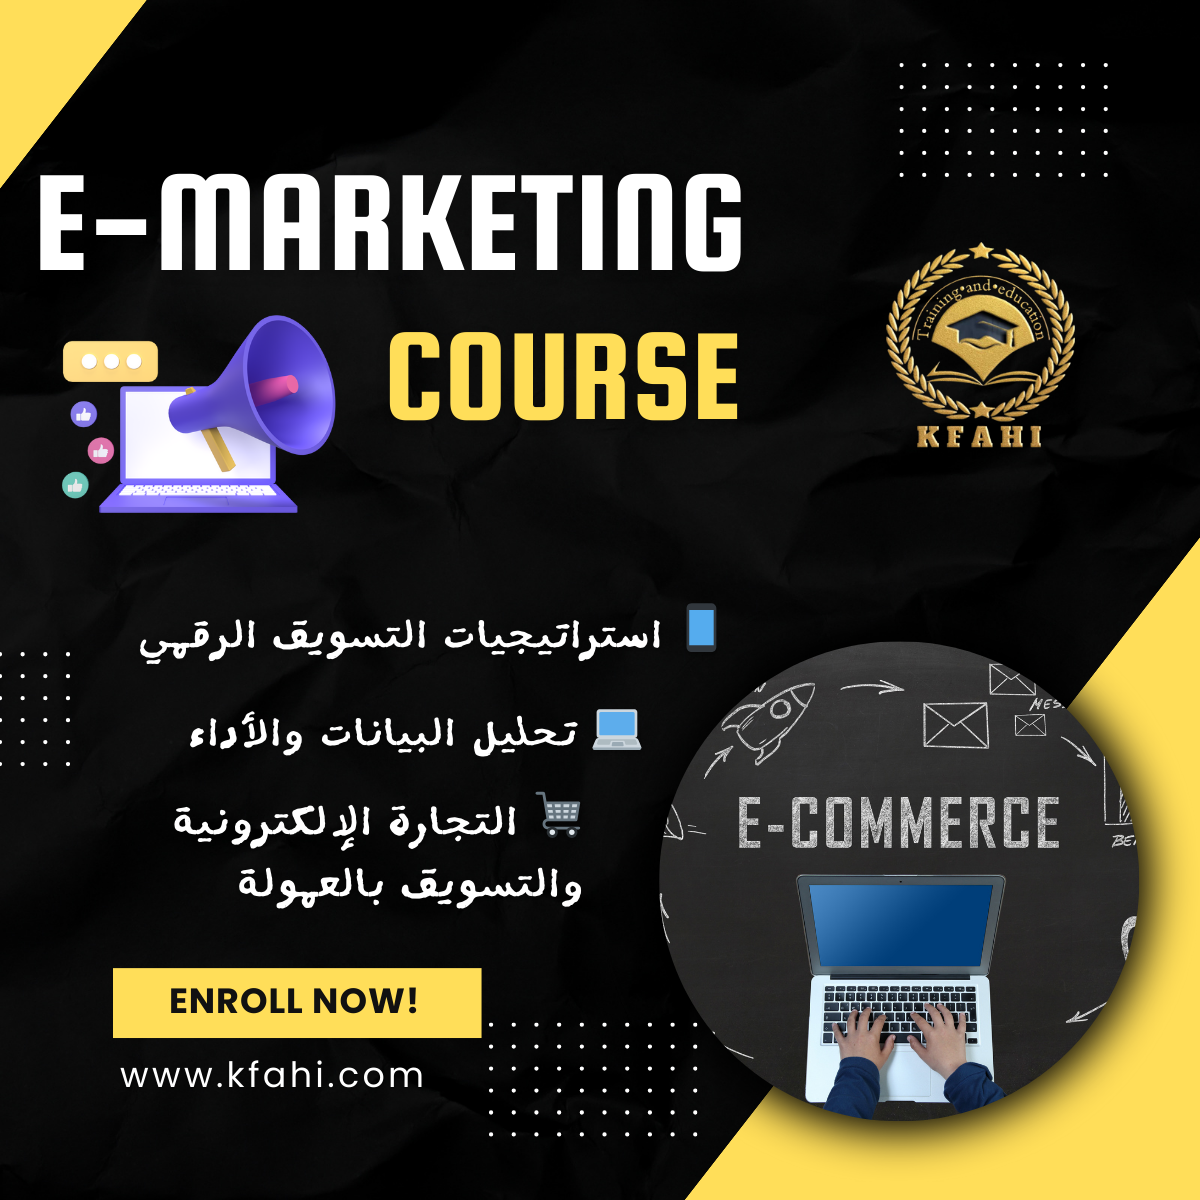 E-MARKETING
COURSE
Training and education
KFAHI
استراتيجيات التسويق الرقمي
تحليل البيانات والأداء
التجارة الإلكترونية
والتسويق بالعمولة
E-COMMERCE
ENROLL NOW!
www.kfahi.com